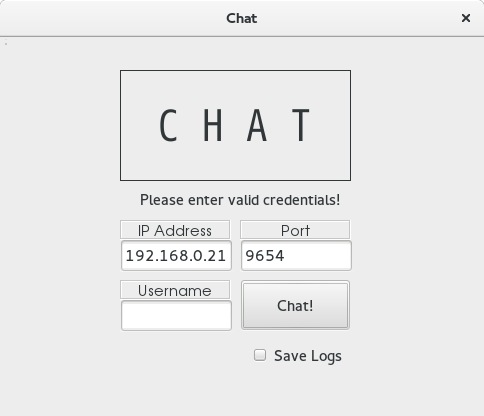 Chat
C H A T
Please enter valid credentials!
IP Address
Port
192.168.0.21
9654
Username
Chat!
Save Logs